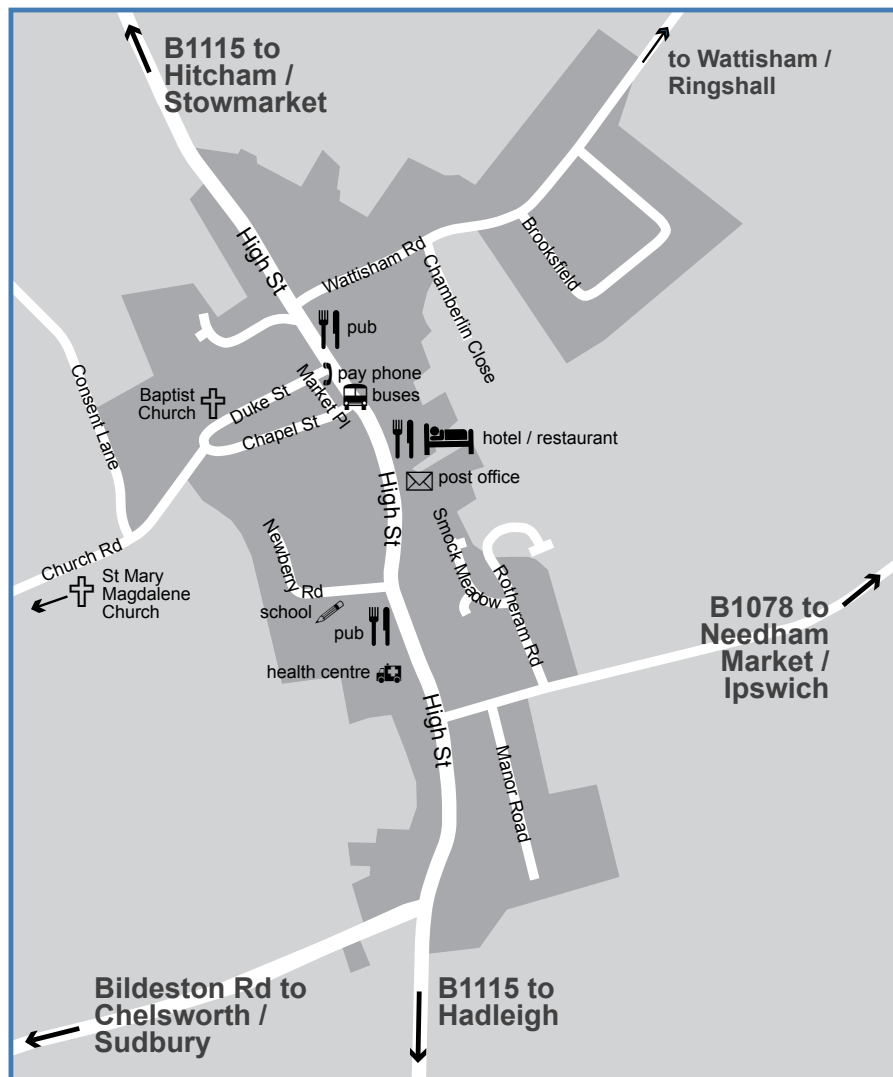 B1115 to
Hitcham /
Stowmarket
to Wattisham /
Ringshall
High St
Wattisham Rd
Brooksfield
Chamberlin Close
pub
pay phone
Market Pl
buses
Consent Lane
Baptist
Church
Duke St
Chapel St
hotel / restaurant
post office
High St
Newberry Rd
Smock Meadow
Rotheram Rd
Church Rd
St Mary
Magdalene
Church
school
pub
health centre
B1078 to
Needham
Market /
Ipswich
High St
Manor Road
Bildeston Rd to
Chelsworth /
Sudbury
B1115 to
Hadleigh